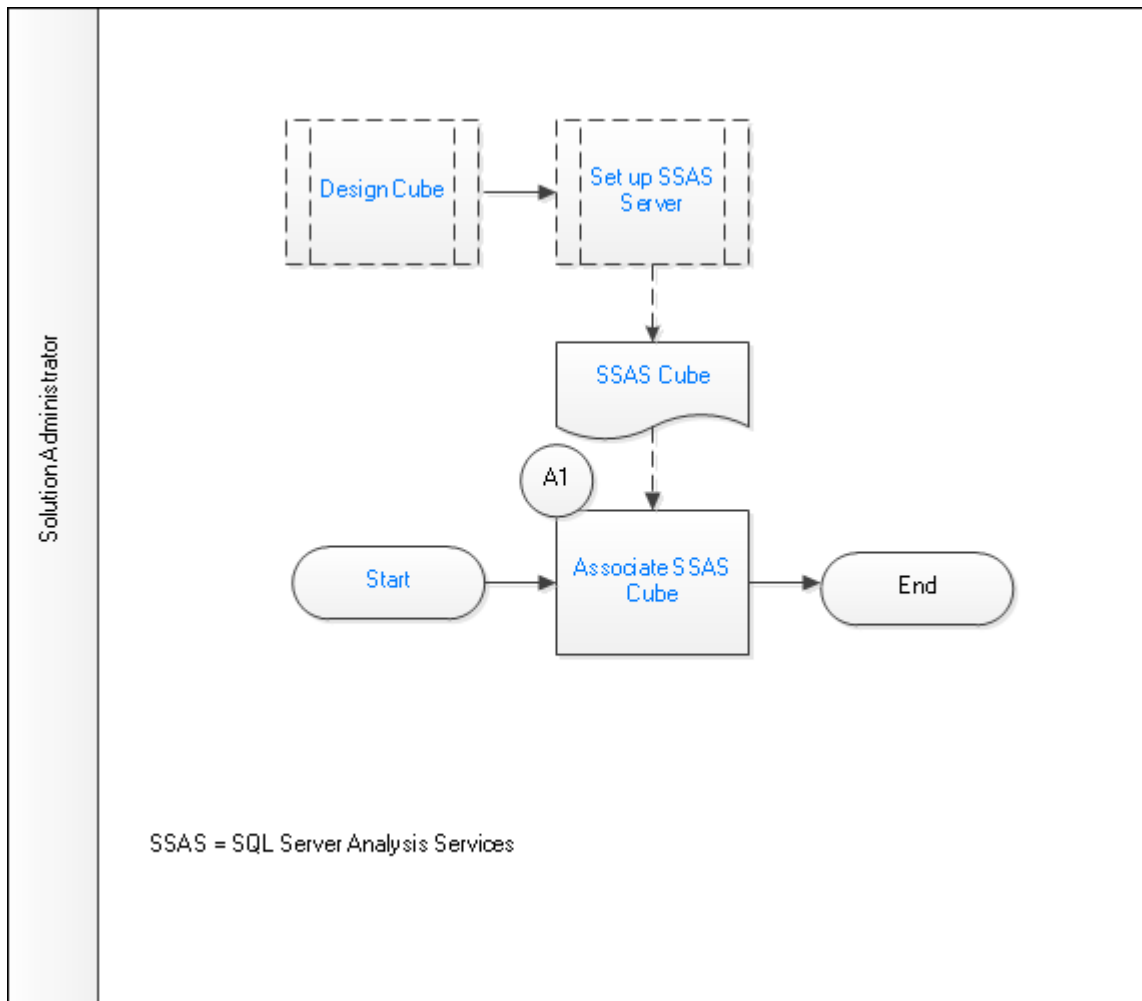 Solution Administrator
Design Cube
Set up SSAS
Server
SSAS Cube
A1
Start
Associate SSAS
Cube
End
SSAS = SQL Server Analysis Services